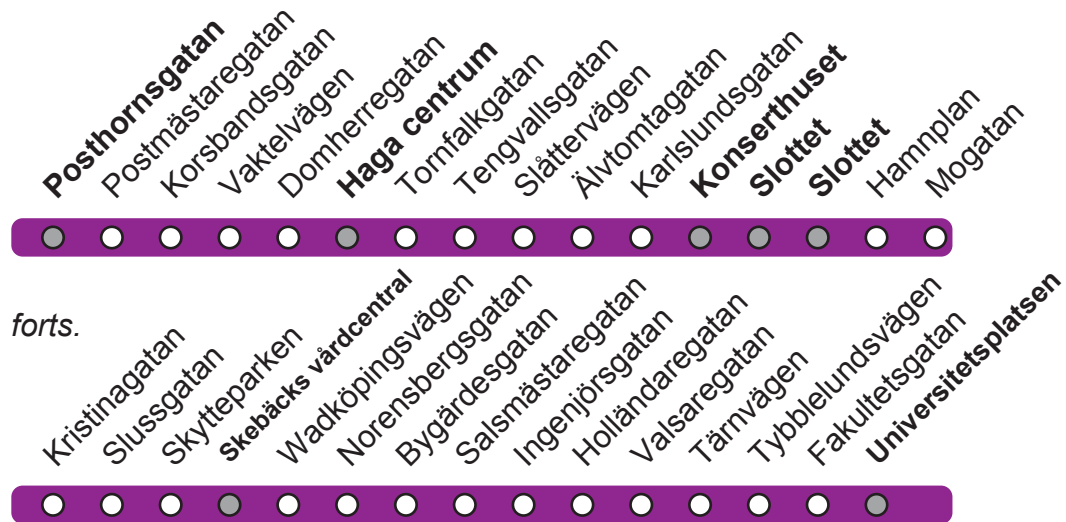 Posthornsgatan
Postmästaregatan
Korsbandsgatan
Vaktelvägen
Domherregatan
Haga centrum
Tornfalkgatan
Tengvallsgatan
Slåttervägen
Älvtomtagatan
Karlslundsgatan
Konserthuset
Slottet
Slottet
Hamnplan
Mogatan
forts.
Kristinagatan
Slussgatan
Skytteparken
Skebäcks vårdcentral
Wadköpingsvägen
Norensbergsgatan
Bygärdesgatan
Salsmästaregatan
Ingenjörsgatan
Holländaregatan
Valsaregatan
Tärnvägen
Tybblelundsvägen
Fakultetsgatan
Universitetsplatsen